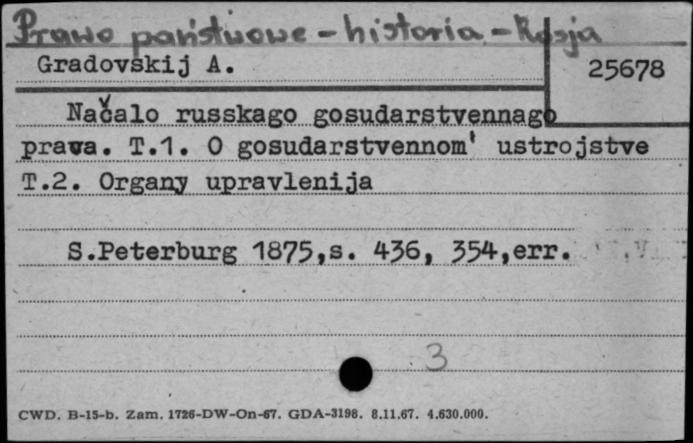 Prawo państwowe - historia - Rosja
Gradovskij A.
25678
Načalo russkago gosudarstvennago
prava. T.1. O gosudarstvennom' ustrojstve
T.2. Organy upravlenija
S.Peterburg 1875,s. 436, 354,err.
3
CWD. B-15-b. Zam. 1726-DW-On-67. GDA-3198. 8.11.67. 4.630.000.